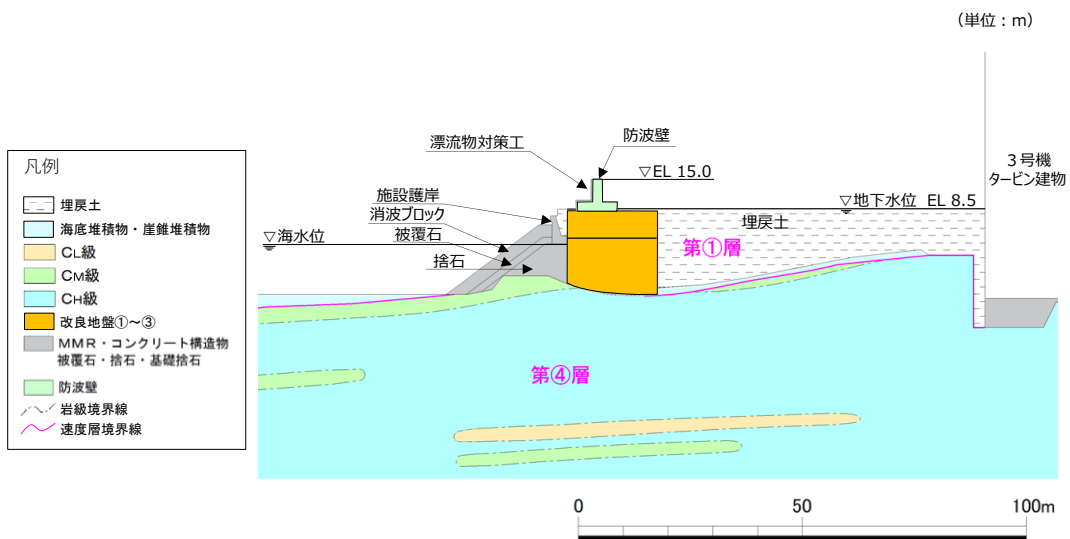 （単位：m）
漂流物対策工
防波壁
▽EL 15.0
3号機
タービン建物
施設護岸
消波ブロック
▽地下水位 EL 8.5
▽海水位
被覆石
埋戻土
捨石
第①層
第④層
凡例
埋戻土
海底堆積物・崖錐堆積物
CL級
CM級
CH級
改良地盤①～③
MMR・コンクリート構造物
被覆石・捨石・基礎捨石
防波壁
岩級境界線
速度層境界線
0 50 100m